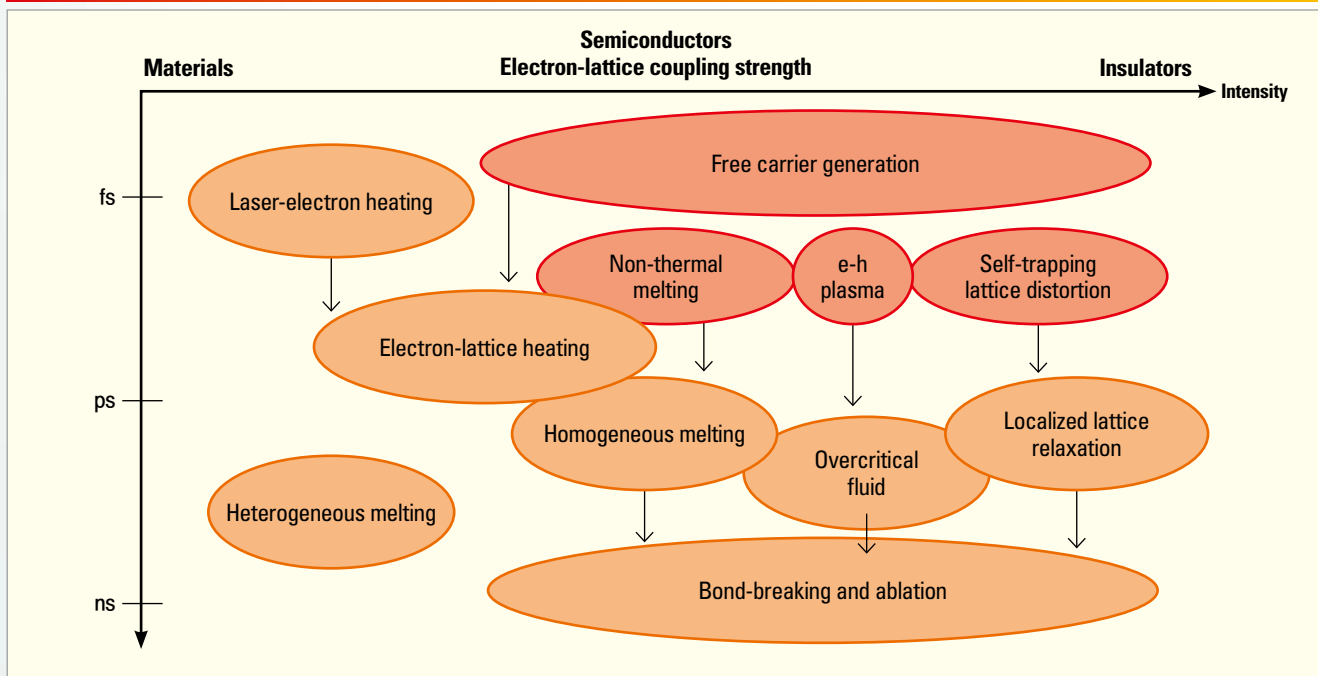 Semiconductors
Materials
Electron-lattice coupling strength
Insulators
Intensity
Free carrier generation
fs
Laser-electron heating
Non-thermal
melting
e-h
plasma
Self-trapping
lattice distortion
Electron-lattice heating
ps
Homogeneous melting
Overcritical
fluid
Localized lattice
relaxation
Heterogeneous melting
ns
Bond-breaking and ablation